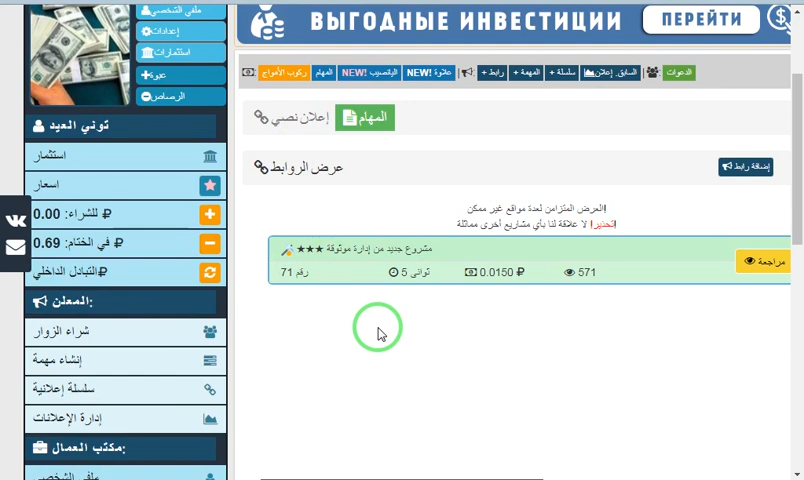 ВЫГОДНЫЕ ИНВЕСТИЦИИ
ПЕРЕЙТИ
ملفي الشخصي
إعدادات
استثمارات
عبوة
الرصاص
توني العيد
استثمار
اسعار
للشراء: 0.00 ₽
في الختام: 0.69 ₽
التبادل الداخلي₽
المعلن:
شراء الزوار
إنشاء مهمة
سلسلة إعلانية
إدارة الإعلانات
مكتب العمال:
ملفي الشخصي
ركوب الأمواج
المهام
اليانصيب NEW!
علاوة NEW!
رابط +
المهمة +
سلسلة +
السابق. إعلان
الدعوات
إعلان نصي
المهام
عرض الروابط
إضافة رابط
العرض المتزامن لعدة مواقع غير ممكن!
تحذير! لا علاقة لنا بأي مشاريع أخرى مماثلة!
مشروع جديد من إدارة موثوقة ★★★
رقم 71
5 ثواني
0.0150 ₽
571
مراجعة